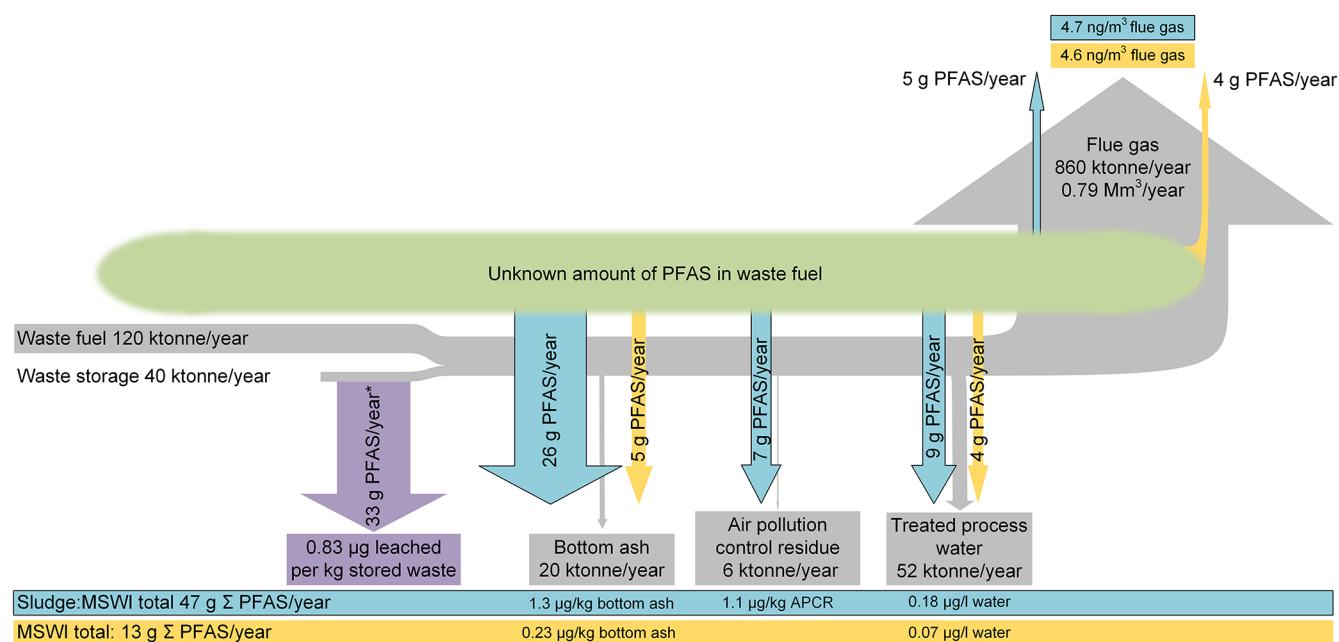 4.7 ng/m³ flue gas
4.6 ng/m³ flue gas
5 g PFAS/year
4 g PFAS/year
Flue gas
860 ktonne/year
0.79 Mm³/year
Unknown amount of PFAS in waste fuel
Waste fuel 120 ktonne/year
Waste storage 40 ktonne/year
33 g PFAS/year*
26 g PFAS/year
5 g PFAS/year
7 g PFAS/year
9 g PFAS/year
4 g PFAS/year
0.83 µg leached
per kg stored waste
Bottom ash
20 ktonne/year
Air pollution
control residue
6 ktonne/year
Treated process
water
52 ktonne/year
Sludge:MSWI total 47 g Σ PFAS/year
1.3 µg/kg bottom ash
1.1 µg/kg APCR
0.18 µg/l water
MSWI total: 13 g Σ PFAS/year
0.23 µg/kg bottom ash
0.07 µg/l water